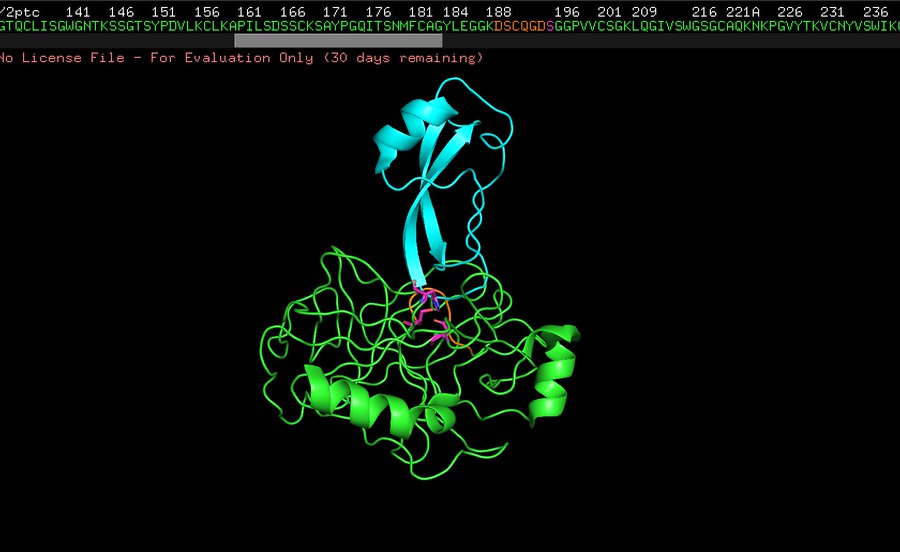 /2ptc 141 146 151 156 161 166 171 176 181 184 188 196 201 209 216 221A 226 231 236
GTQCLISGWGNTKSSGTSYPDVLKCLKAPILSDSSCKSAYPGQITSNMFCAGYLEGGKDSCQGDSGGPVVCSGKLQGIVSWGSGCAQKNKPGVYTKVCNYVSWIK
No License File - For Evaluation Only (30 days remaining)